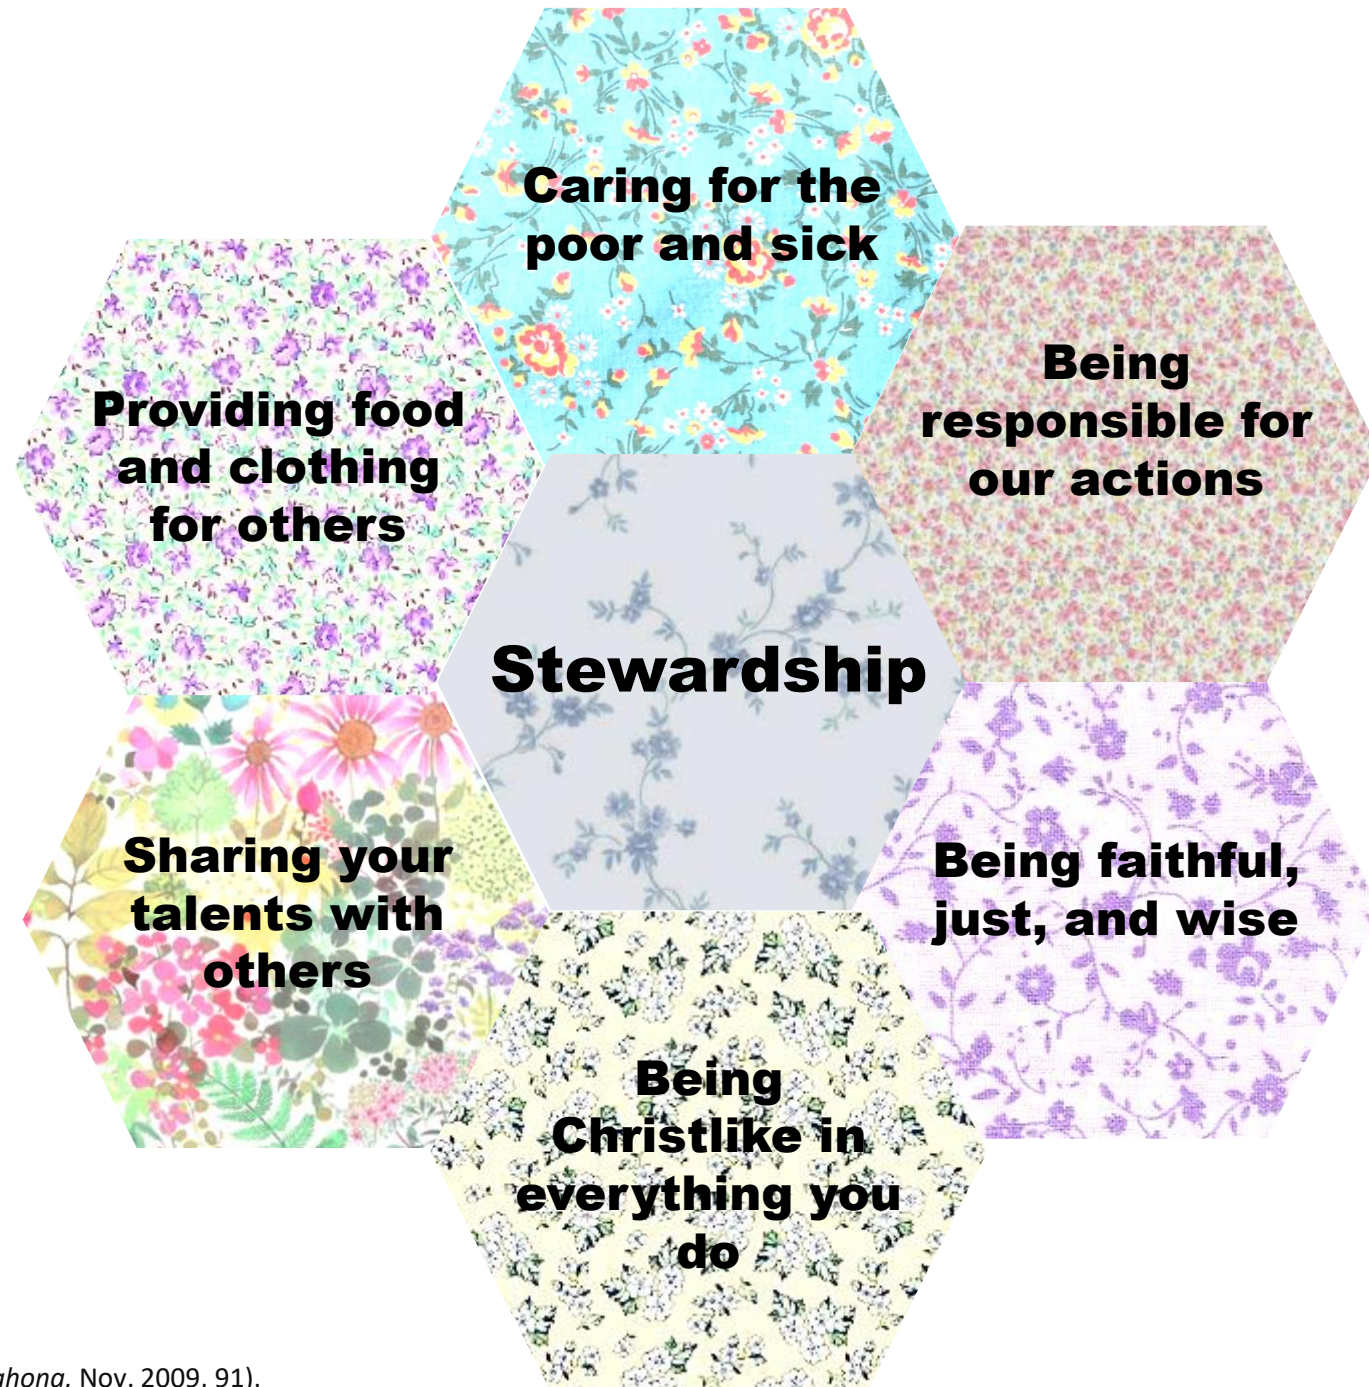 Caring for the
poor and sick
Being
responsible for
our actions
Providing food
and clothing
for others
Stewardship
Sharing your
talents with
others
Being faithful,
just, and wise
Being
Christlike in
everything you
do
Nov. 2009, 91).